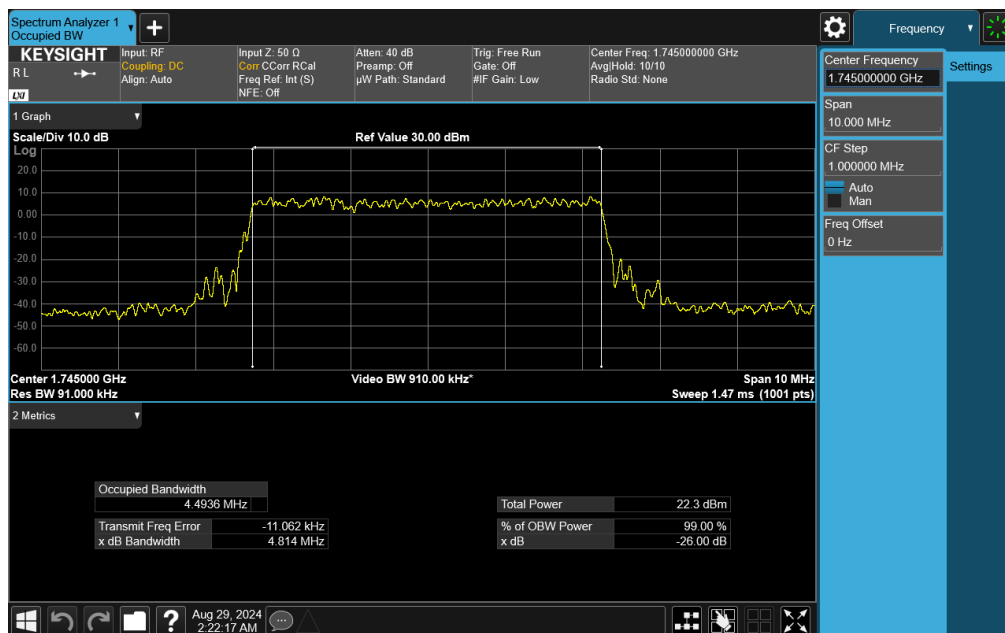 Spectrum Analyzer 1
Occupied BW
+
Frequency
KEYSIGHT
R L
LXI
Input: RF
Coupling: DC
Align: Auto
Input Z: 50 Ω
Corr CCorr RCal
Freq Ref: Int (S)
NFE: Off
Atten: 40 dB
Preamp: Off
µW Path: Standard
Trig: Free Run
Gate: Off
#IF Gain: Low
Center Freq: 1.745000000 GHz
Avg|Hold: 10/10
Radio Std: None
Center Frequency
1.745000000 GHz
Settings
Span
10.000 MHz
CF Step
1.000000 MHz
Auto
Man
Freq Offset
0 Hz
1 Graph
Scale/Div 10.0 dB
Ref Value 30.00 dBm
Log
20.0
10.0
0.00
-10.0
-20.0
-30.0
-40.0
-50.0
-60.0
Center 1.745000 GHz
Video BW 910.00 kHz*
Span 10 MHz
Res BW 91.000 kHz
Sweep 1.47 ms (1001 pts)
2 Metrics
Occupied Bandwidth
4.4936 MHz
Total Power 22.3 dBm
Transmit Freq Error -11.062 kHz
% of OBW Power 99.00 %
x dB Bandwidth 4.814 MHz
x dB -26.00 dB
?
Aug 29, 2024
2:22:17 AM